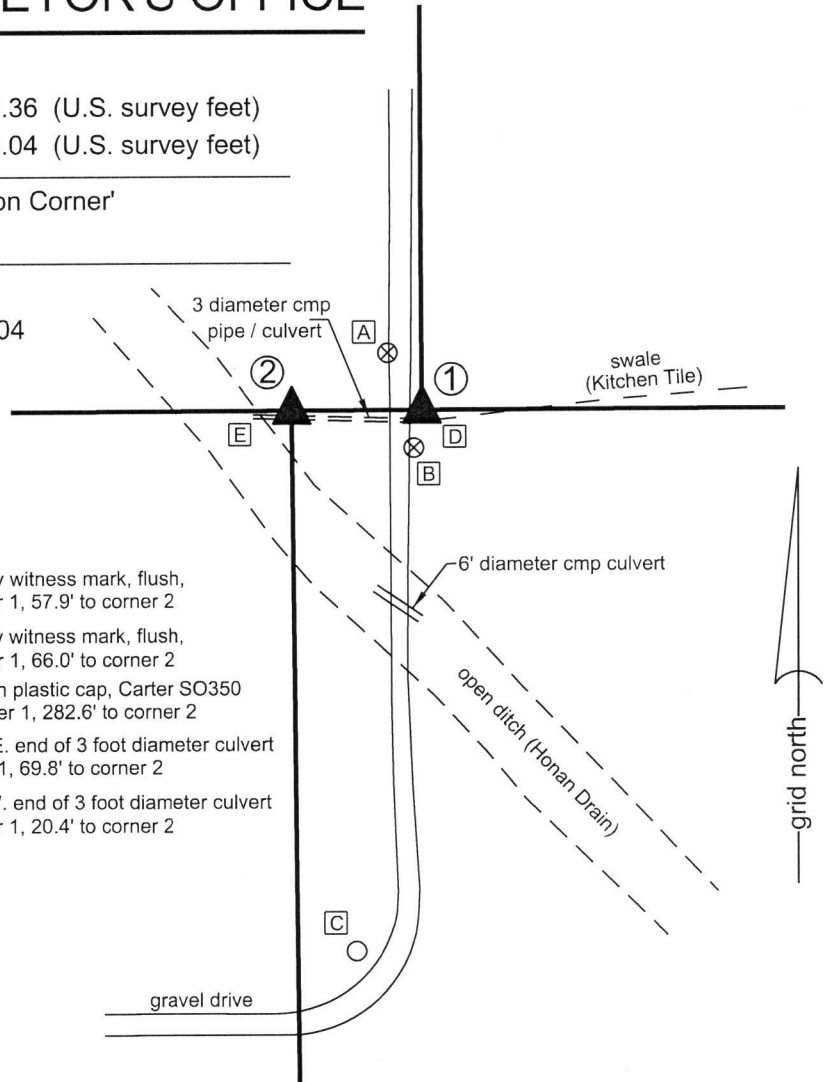 OFFICE
.36 (U.S. survey feet)
.04 (U.S. survey feet)
Corner'
04
3 diameter cmp
pipe / culvert
A
2
1
swale
(Kitchen Tile)
E
D
B
witness mark, flush,
1, 57.9' to corner 2
witness mark, flush,
1, 66.0' to corner 2
plastic cap, Carter SO350
1, 282.6' to corner 2
E. end of 3 foot diameter culvert
1, 69.8' to corner 2
end of 3 foot diameter culvert
1, 20.4' to corner 2
6' diameter cmp culvert
open ditch (Honan Drain)
grid north
C
gravel drive